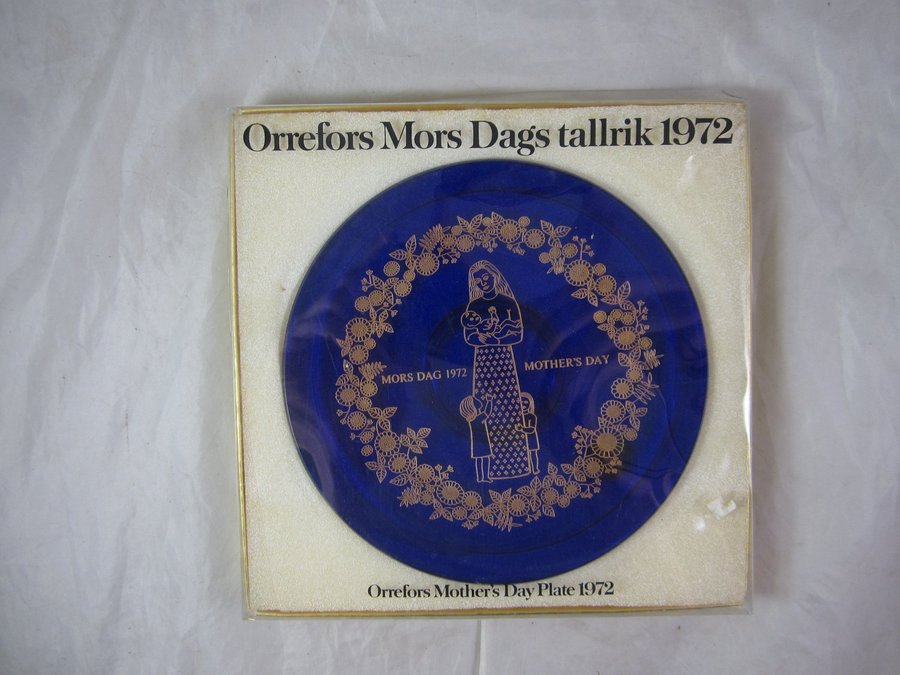 Orrefors Mors Dags tallrik 1972
MORS DAG 1972
MOTHER'S DAY
Orrefors Mother's Day Plate 1972